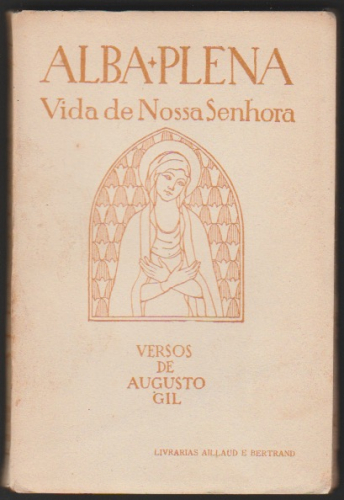 ALBA+PLENA
Vida de Nossa Senhora
VERSOS
DE
AUGUSTO
GIL
LIVRARIAS AILLAUD E BERTRAND